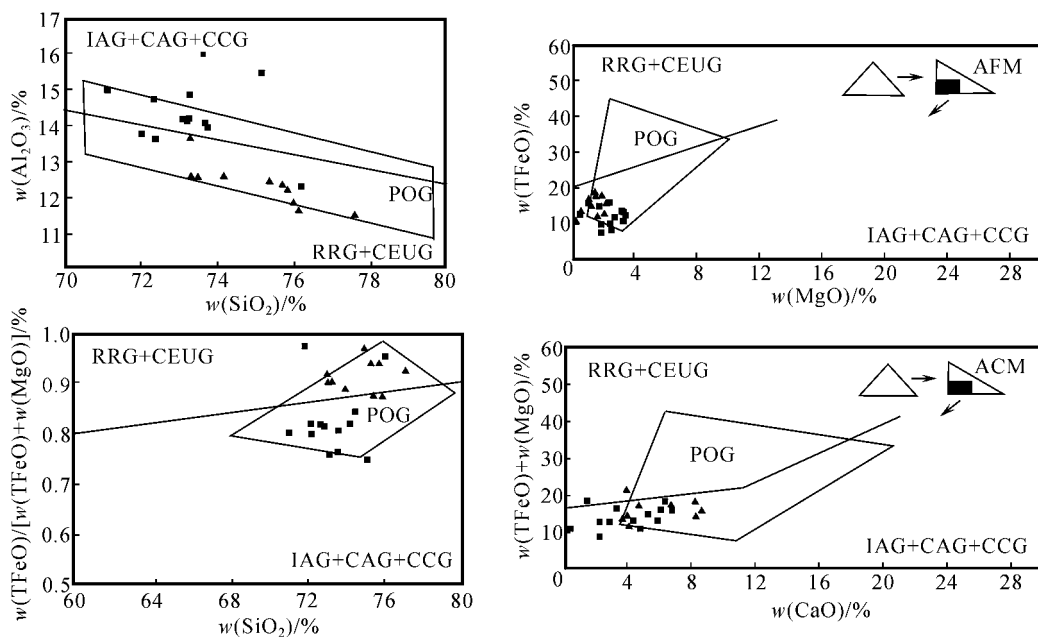 17
16
15
14
13
12
11
w(Al₂O₃)/%
IAG+CAG+CCG
POG
RRG+CEUG
70 72 74 76 78 80
w(SiO₂)/%
60
50
40
30
20
10
w(TFeO)/%
RRG+CEUG
AFM
POG
IAG+CAG+CCG
0 4 8 12 16 20 24 28
w(MgO)/%
1.0
0.9
0.8
0.7
0.6
0.5
w(TFeO)/[w(TFeO)+w(MgO)]/%
RRG+CEUG
POG
IAG+CAG+CCG
60 64 68 72 76 80
w(SiO₂)/%
60
50
40
30
20
10
w(TFeO)+w(MgO)/%
RRG+CEUG
ACM
POG
IAG+CAG+CCG
0 4 8 12 16 20 24 28
w(CaO)/%